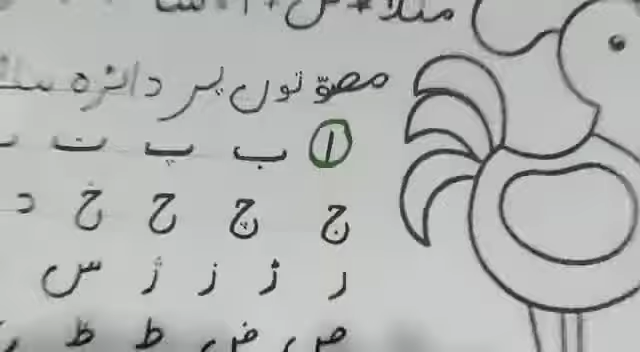 مصوّتوں پر دائرہ
ا ب پ ت
ج چ ح خ د
ر ڑ ز ژ س
ص ض ط ظ